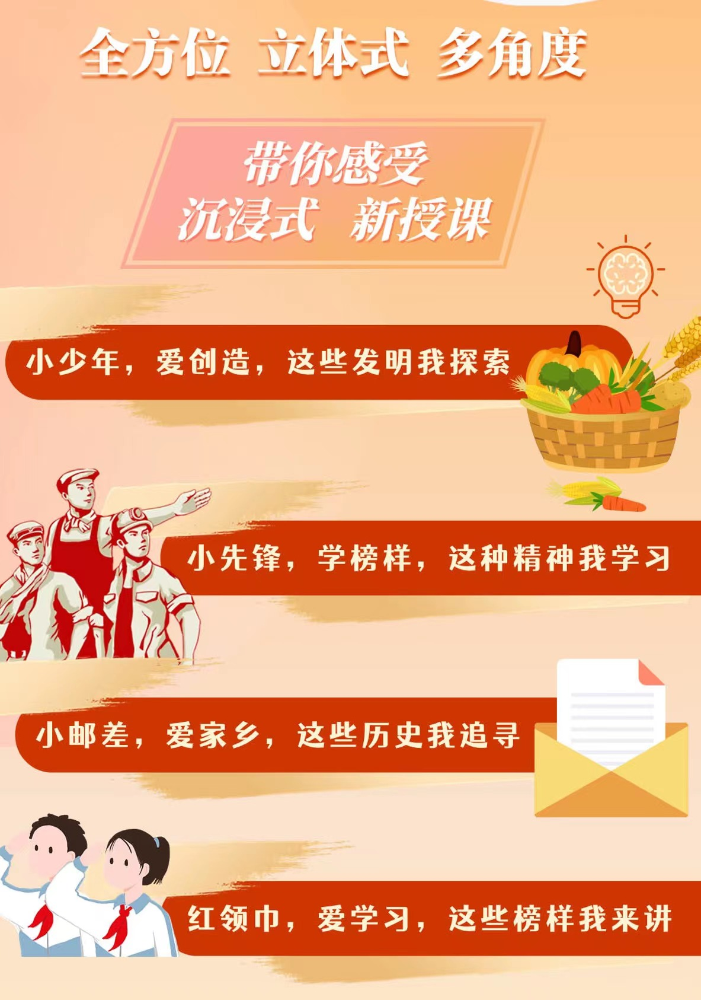 全方位 立体式 多角度
带你感受
沉浸式 新授课
小少年，爱创造，这些发明我探索
小先锋，学榜样，这种精神我学习
小邮差，爱家乡，这些历史我追寻
红领巾，爱学习，这些榜样我来讲